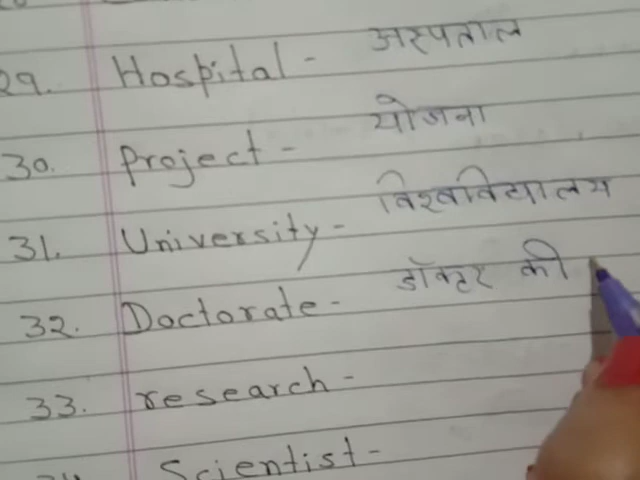 29. Hospital - अस्पताल
30. Project - योजना
31. University - विश्वविद्यालय
32. Doctorate - डॉक्टर की
33. research -
Scientist -